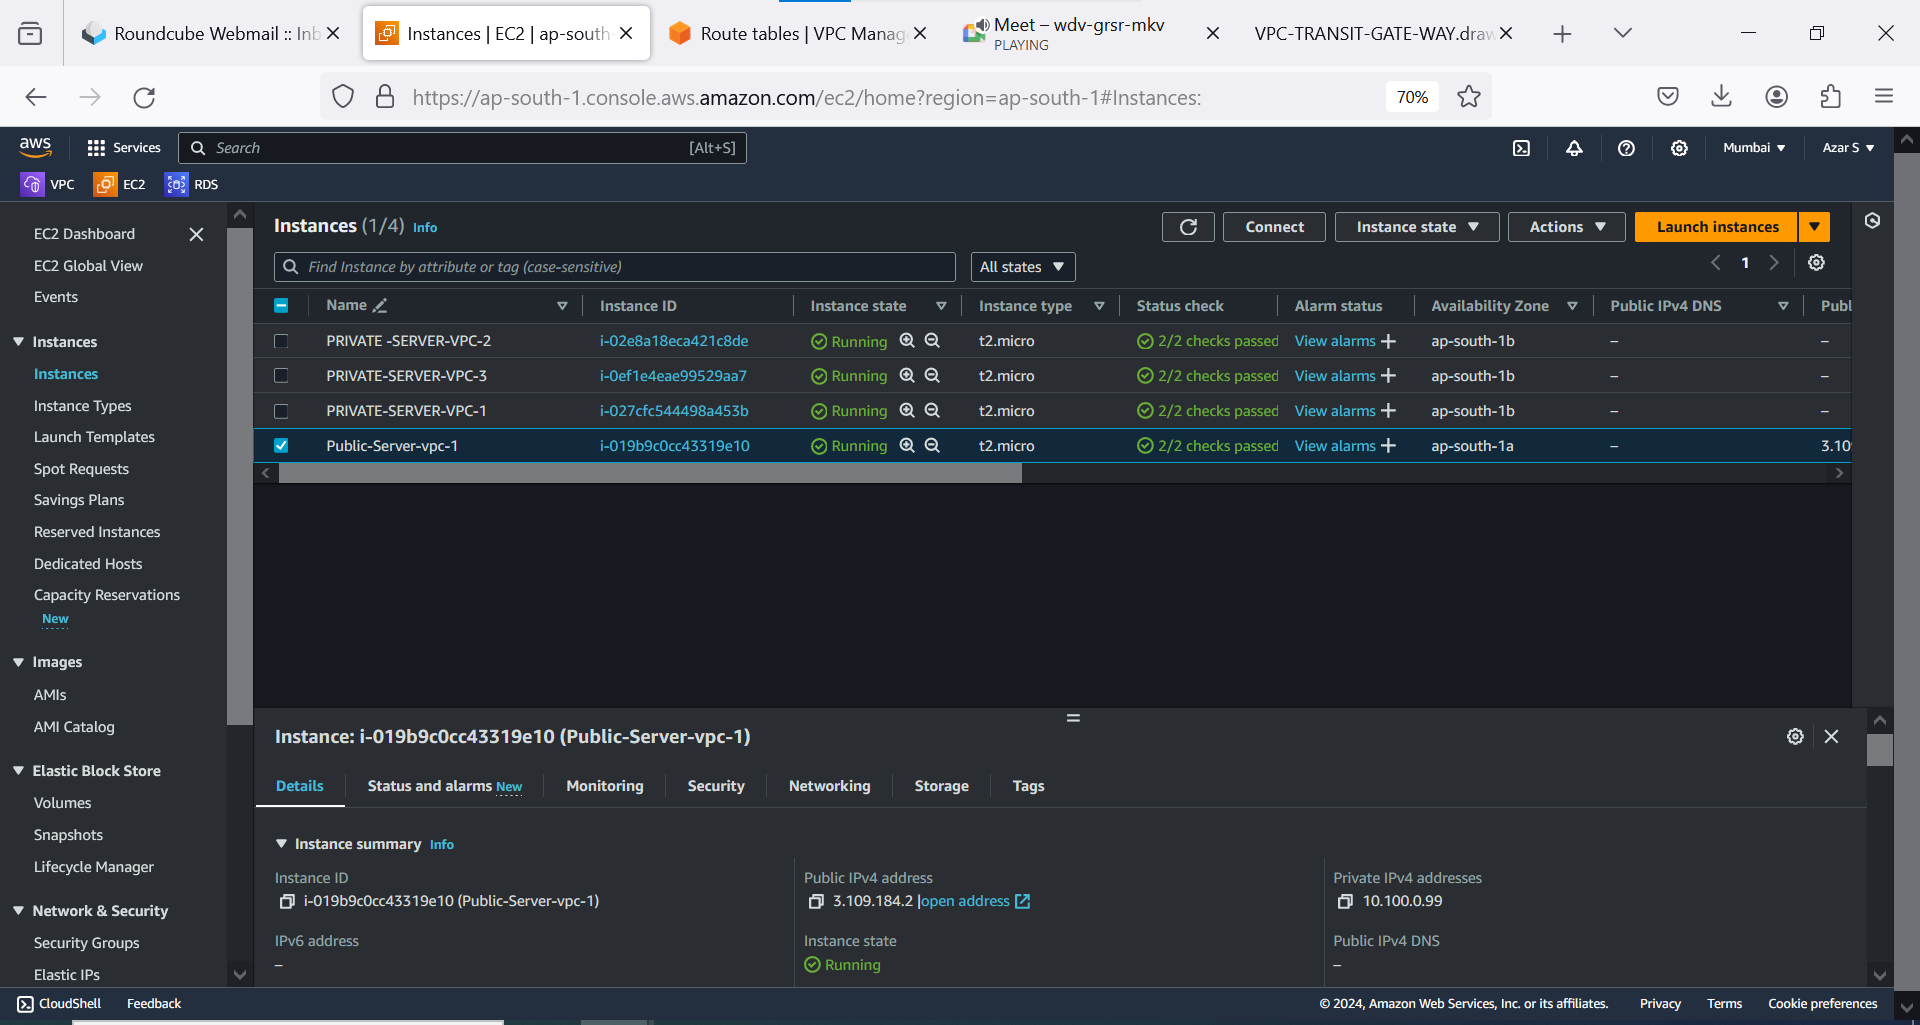 Roundcube Webmail :: Inb
Instances | EC2 | ap-south
Route tables | VPC Manag
Meet – wdv-grsr-mkv
PLAYING
VPC-TRANSIT-GATE-WAY.draw
https://ap-south-1.console.aws.amazon.com/ec2/home?region=ap-south-1#Instances:
70%
aws
Services
Search
[Alt+S]
Mumbai
Azar S
VPC
EC2
RDS
EC2 Dashboard
EC2 Global View
Events
Instances
Instances
Instance Types
Launch Templates
Spot Requests
Savings Plans
Reserved Instances
Dedicated Hosts
Capacity Reservations
New
Images
AMIs
AMI Catalog
Elastic Block Store
Volumes
Snapshots
Lifecycle Manager
Network & Security
Security Groups
Elastic IPs
Instances (1/4) Info
Connect
Instance state
Actions
Launch instances
Find Instance by attribute or tag (case-sensitive)
All states
1
Name Instance ID Instance state Instance type Status check Alarm status Availability Zone Public IPv4 DNS Publ
PRIVATE -SERVER-VPC-2 i-02e8a18eca421c8de Running t2.micro 2/2 checks passed View alarms + ap-south-1b – –
PRIVATE-SERVER-VPC-3 i-0ef1e4eae99529aa7 Running t2.micro 2/2 checks passed View alarms + ap-south-1b – –
PRIVATE-SERVER-VPC-1 i-027cfc544498a453b Running t2.micro 2/2 checks passed View alarms + ap-south-1b – –
Public-Server-vpc-1 i-019b9c0cc43319e10 Running t2.micro 2/2 checks passed View alarms + ap-south-1a – 3.109
Instance: i-019b9c0cc43319e10 (Public-Server-vpc-1)
Details
Status and alarms New
Monitoring
Security
Networking
Storage
Tags
Instance summary Info
Instance ID
i-019b9c0cc43319e10 (Public-Server-vpc-1)
Public IPv4 address
3.109.184.2 |open address
Private IPv4 addresses
10.100.0.99
IPv6 address
–
Instance state
Running
Public IPv4 DNS
–
CloudShell
Feedback
© 2024, Amazon Web Services, Inc. or its affiliates.
Privacy
Terms
Cookie preferences